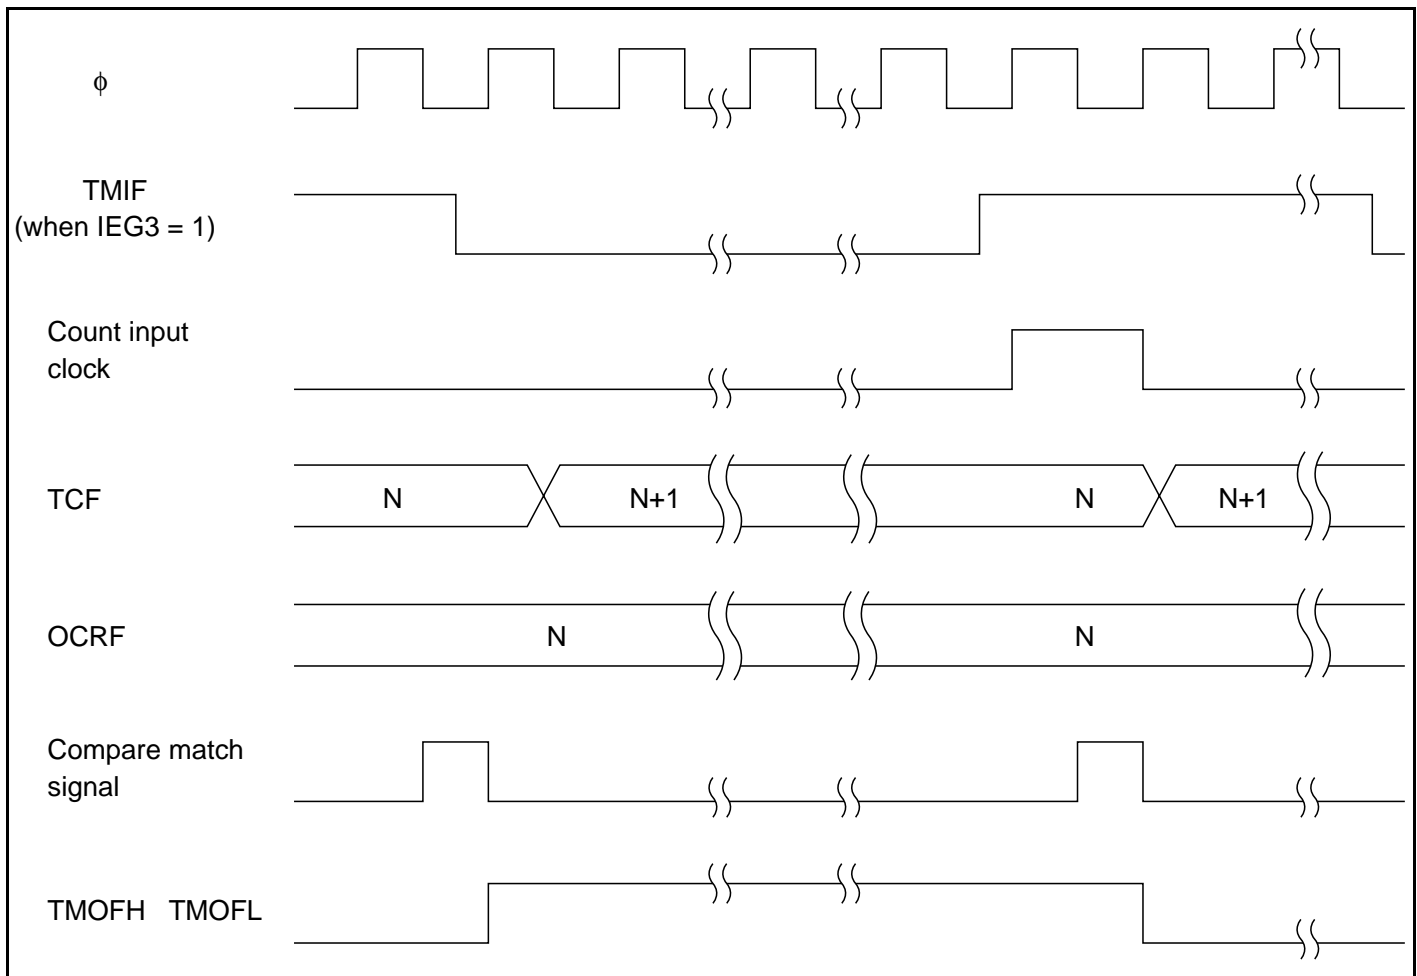 ϕ
TMIF
(when IEG3 = 1)
Count input
clock
TCF
N
N+1
N
N+1
OCRF
N
N
Compare match
signal
TMOFH TMOFL